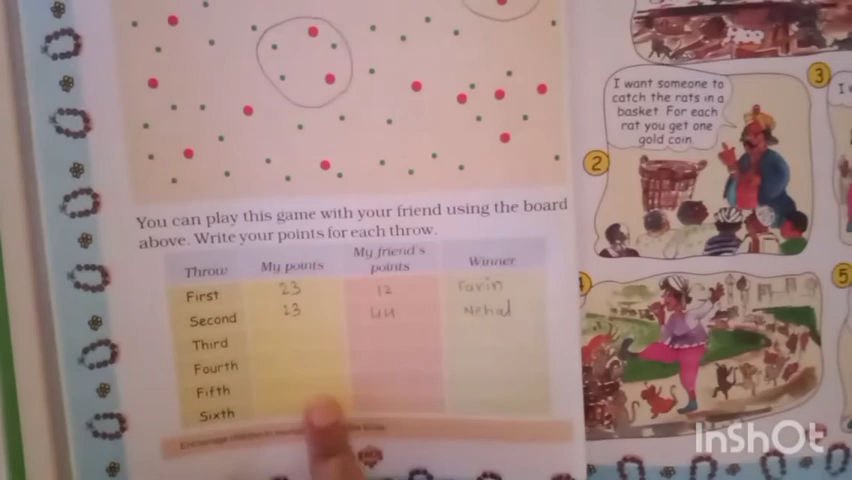 I want someone to
catch the rats in a
basket. For each
rat you get one
gold coin.
2
3
You can play this game with your friend using the board
above. Write your points for each throw.
Throw My points My friend's points Winner
First 23 12 Farin
Second 13 44 Nehal
Third
Fourth
Fifth
Sixth
Encourage children to
5
InShOt